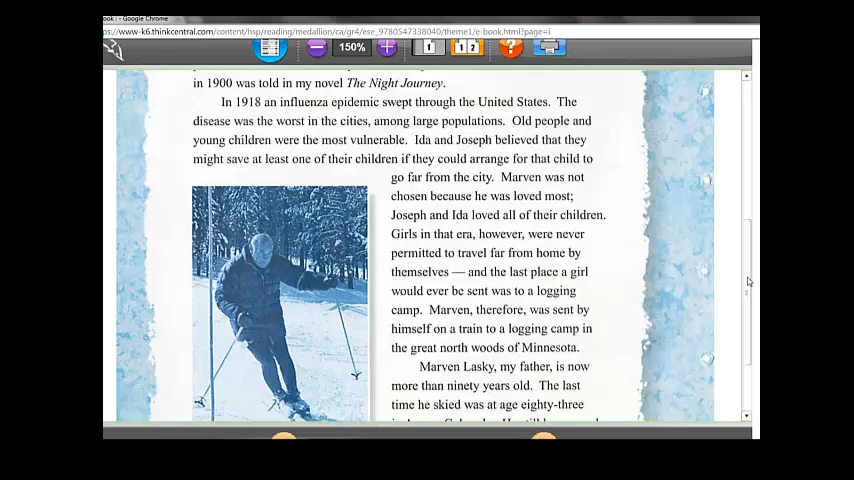 ook : - Google Chrome
ps://www-k6.thinkcentral.com/content/hsp/reading/medallion/ca/gr4/ese_9780547338040/theme1/e-book.html?page=i
150%
1
1 2
?
in 1900 was told in my novel The Night Journey.
In 1918 an influenza epidemic swept through the United States. The
disease was the worst in the cities, among large populations. Old people and
young children were the most vulnerable. Ida and Joseph believed that they
might save at least one of their children if they could arrange for that child to
go far from the city. Marven was not
chosen because he was loved most;
Joseph and Ida loved all of their children.
Girls in that era, however, were never
permitted to travel far from home by
themselves — and the last place a girl
would ever be sent was to a logging
camp. Marven, therefore, was sent by
himself on a train to a logging camp in
the great north woods of Minnesota.
Marven Lasky, my father, is now
more than ninety years old. The last
time he skied was at age eighty-three